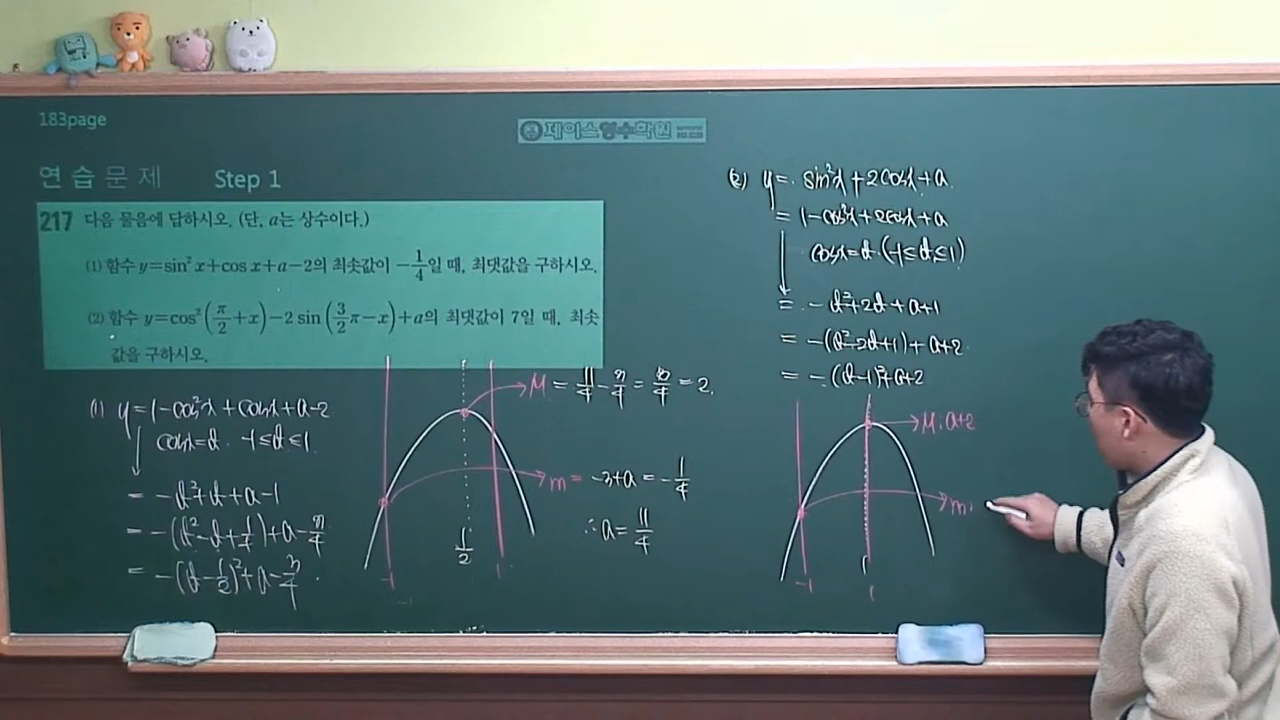 183page
제이스영수학원
연습문제 Step 1
217 다음 물음에 답하시오. (단, a는 상수이다.)
(1) 함수 y=sin²x+cos x+a−2의 최솟값이 −1/4일 때, 최댓값을 구하시오.
(2) 함수 y=cos²(π/2+x)−2 sin(3/2π−x)+a의 최댓값이 7일 때, 최솟
값을 구하시오.
(1) y=1-cos²x+cosx+a-2
cosx=t. -1≤t≤1.
= -t²+t+a-1
= -(t²-t+1/4)+a-3/4
= -(t-1/2)²+a-3/4.
M = 11/4-3/4=8/4=2.
m = -3+a=-1/4
∴a=11/4
-1
1/2
1
(2) y= sin²x+2cosx+a.
= 1-cos²x+2cosx+a
cosx=t.(-1≤t≤1)
= -t²+2t+a+1
= -(t²-2t+1)+a+2
= -(t-1)²+a+2
M: a+2
m:
-1
1
1